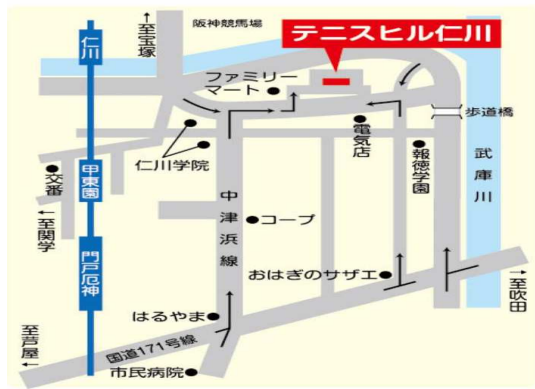 仁川
↑至宝塚
阪神競馬場
テニスヒル仁川
ファミリーマート
歩道橋
電気店
仁川学院
報徳学園
武庫川
甲東園
交番
←至関学
中津浜線
コープ
門戸厄神
おはぎのサザエ
→至吹田
はるやま
国道171号線
至芦屋←
市民病院